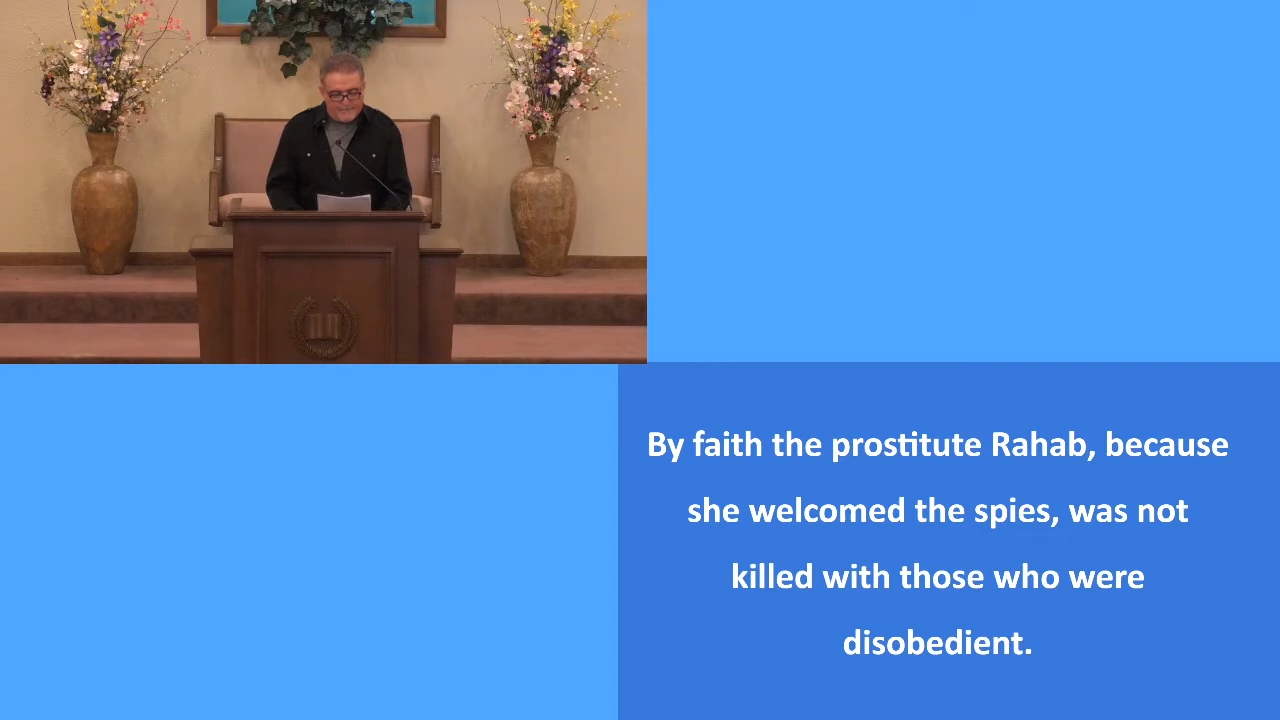 By faith the prostitute Rahab, because
she welcomed the spies, was not
killed with those who were
disobedient.